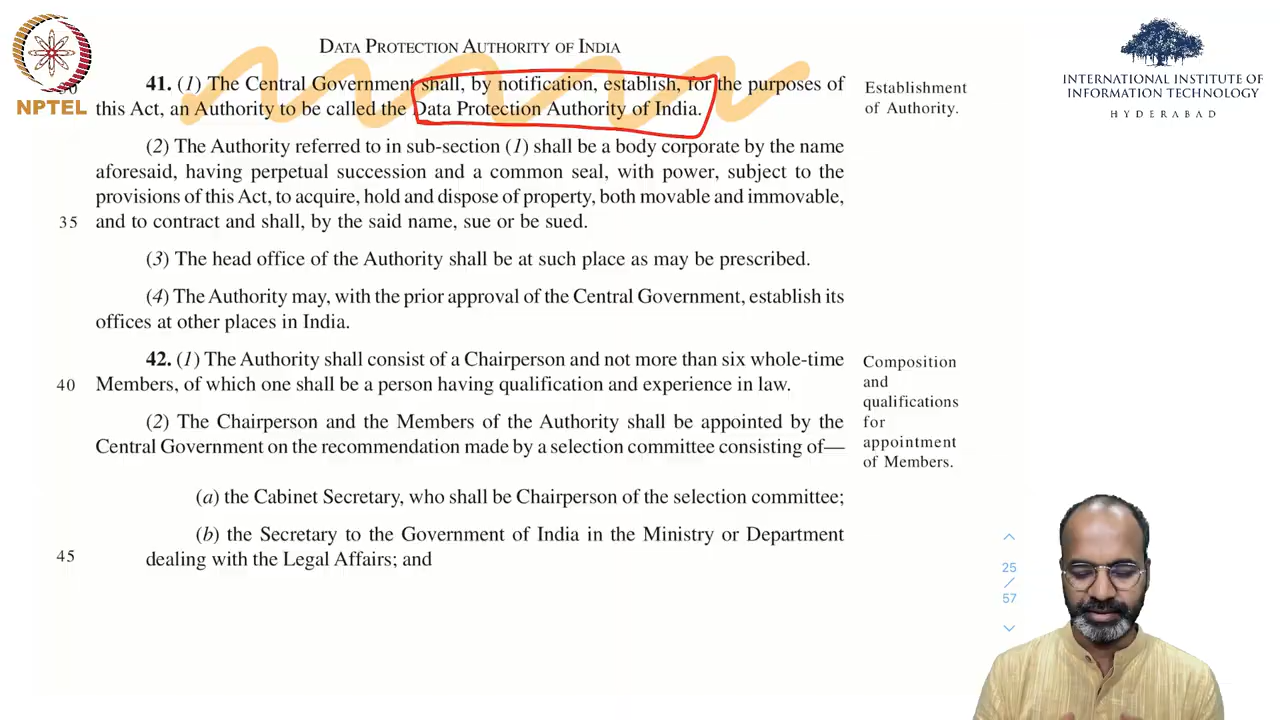 DATA PROTECTION AUTHORITY OF INDIA
41. (1) The Central Government shall, by notification, establish, for the purposes of
this Act, an Authority to be called the Data Protection Authority of India.
Establishment
of Authority.
NPTEL
INTERNATIONAL INSTITUTE OF
INFORMATION TECHNOLOGY
HYDERABAD
(2) The Authority referred to in sub-section (1) shall be a body corporate by the name
aforesaid, having perpetual succession and a common seal, with power, subject to the
provisions of this Act, to acquire, hold and dispose of property, both movable and immovable,
35 and to contract and shall, by the said name, sue or be sued.
(3) The head office of the Authority shall be at such place as may be prescribed.
(4) The Authority may, with the prior approval of the Central Government, establish its
offices at other places in India.
42. (1) The Authority shall consist of a Chairperson and not more than six whole-time
40 Members, of which one shall be a person having qualification and experience in law.
Composition
and
qualifications
for
appointment
of Members.
(2) The Chairperson and the Members of the Authority shall be appointed by the
Central Government on the recommendation made by a selection committee consisting of—
(a) the Cabinet Secretary, who shall be Chairperson of the selection committee;
(b) the Secretary to the Government of India in the Ministry or Department
45 dealing with the Legal Affairs; and
25
/
57